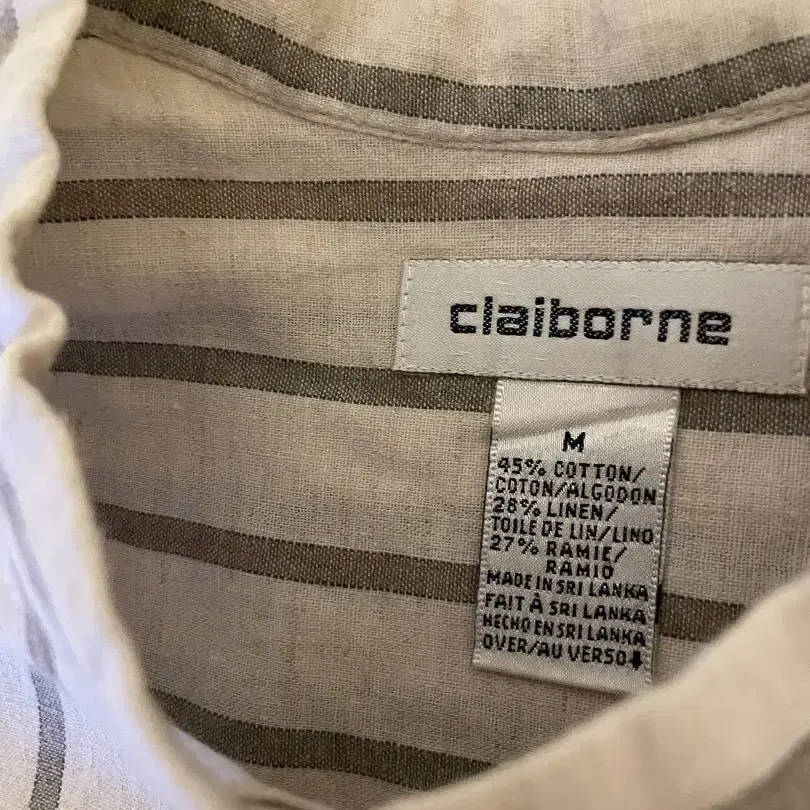 claiborne
M
45% COTTON/
COTON/ALGODON
28% LINEN/
TOILE DE LIN/LINO
27% RAMIE/
RAMIO
MADE IN SRI LANKA
FAIT À SRI LANKA
HECHO EN SRI LANKA
OVER/AU VERSO⬇